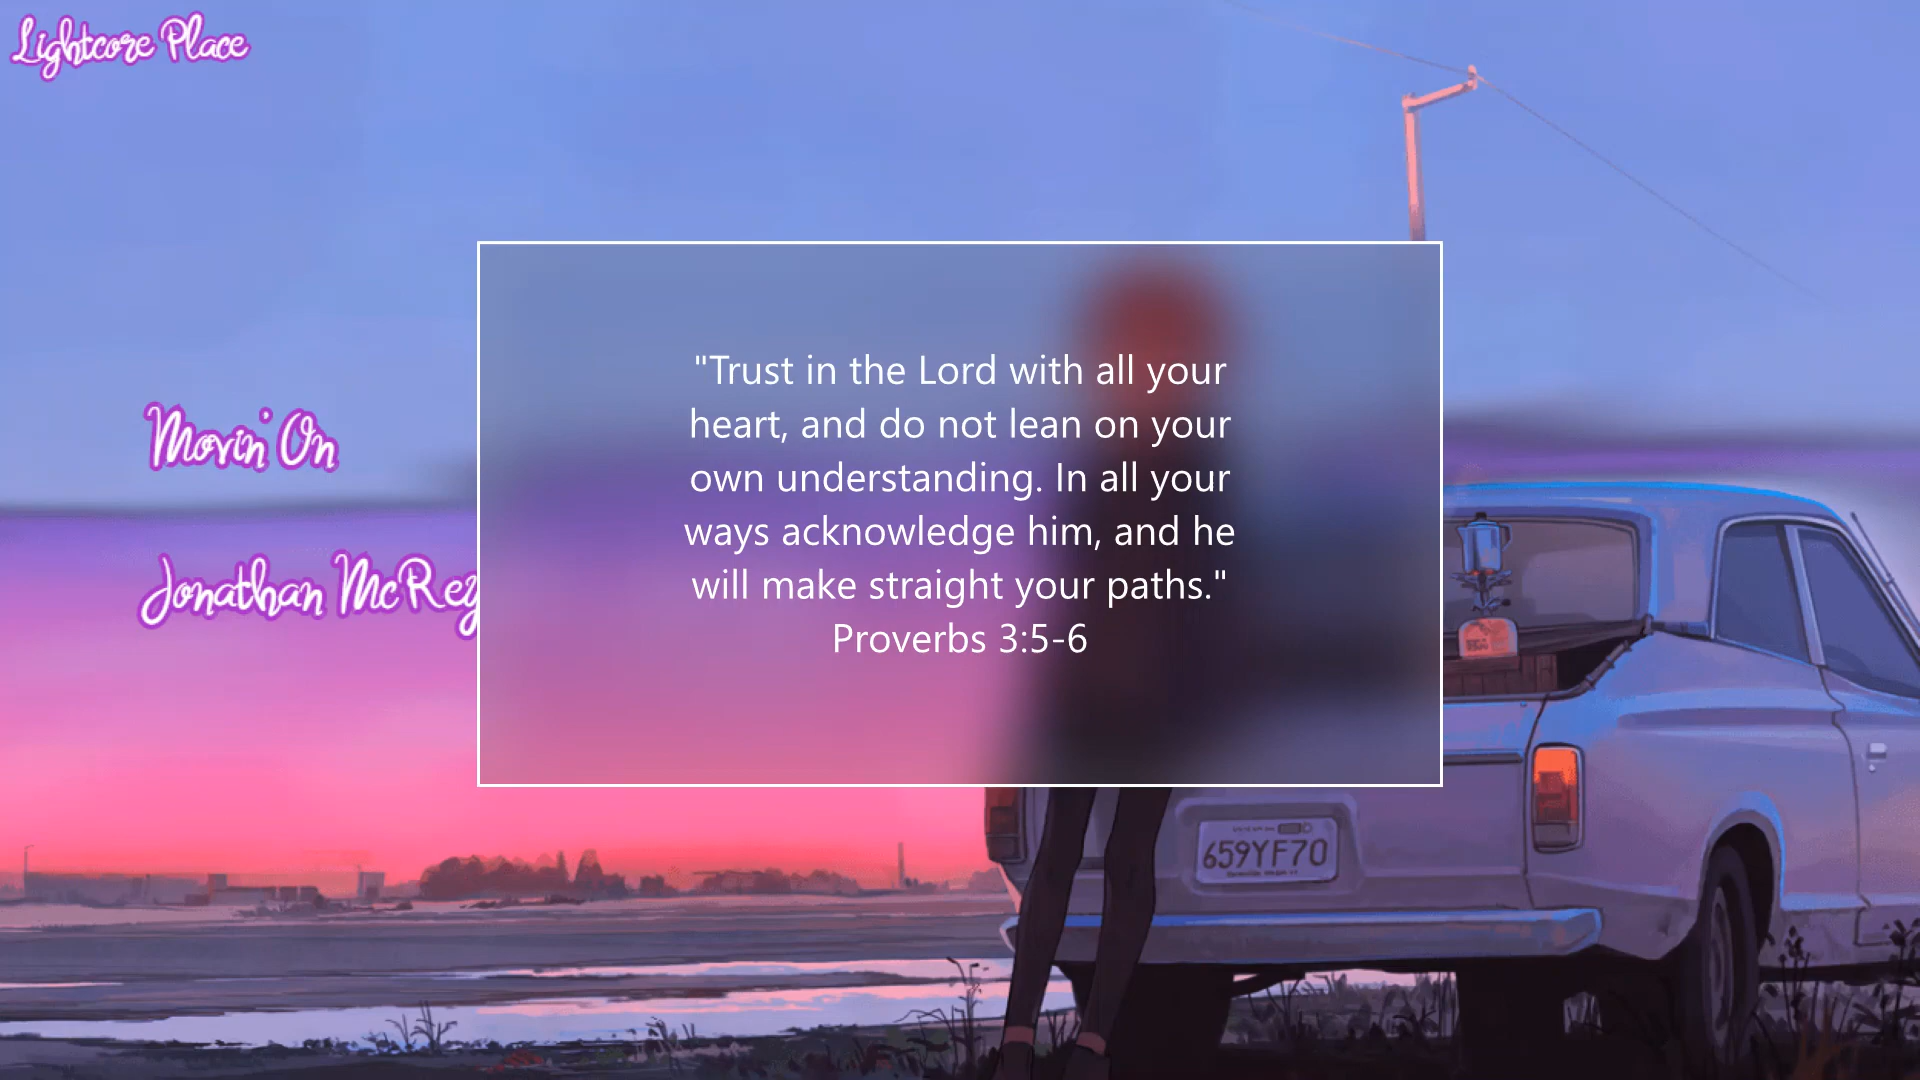 Lightcore Place
Movin' On
Jonathan McRey
"Trust in the Lord with all your
heart, and do not lean on your
own understanding. In all your
ways acknowledge him, and he
will make straight your paths."
Proverbs 3:5-6
659YF70